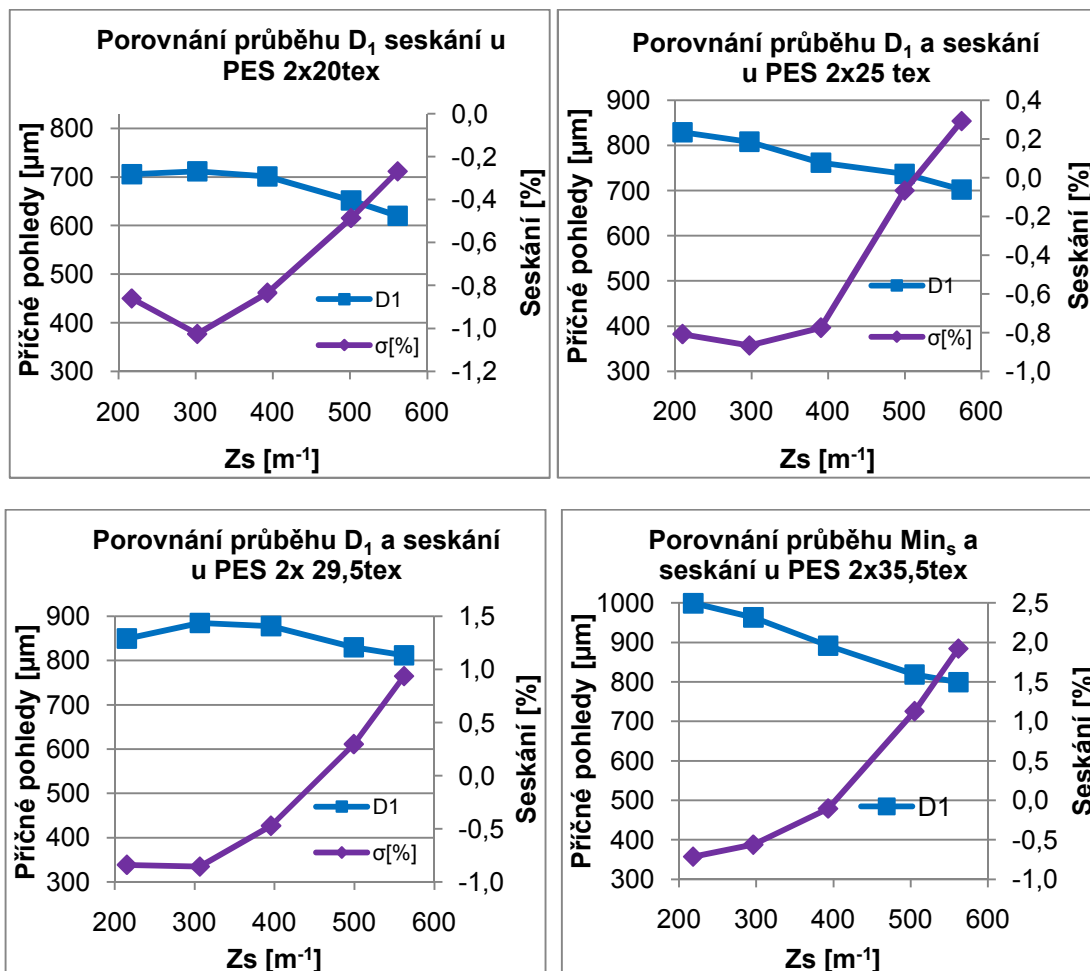 Porovnání průběhu D₁ seskání u
PES 2x20tex
Příčné pohledy [μm]
800
700
600
500
400
300
0,0
-0,2
-0,4
-0,6
-0,8
-1,0
-1,2
Seskání [%]
D1
σ[%]
200 300 400 500 600
Zs [m⁻¹]
Porovnání průběhu D₁ a seskání
u PES 2x25 tex
Příčné pohledy [μm]
900
800
700
600
500
400
300
0,4
0,2
0,0
-0,2
-0,4
-0,6
-0,8
-1,0
Seskání [%]
D1
σ[%]
200 300 400 500 600
Zs [m⁻¹]
Porovnání průběhu D₁ a seskání
u PES 2x 29,5tex
Příčné pohledy [μm]
900
800
700
600
500
400
300
1,5
1,0
0,5
0,0
-0,5
-1,0
Seskání [%]
D1
σ[%]
200 300 400 500 600
Zs [m⁻¹]
Porovnání průběhu Minₛ a
seskání u PES 2x35,5tex
Příčné pohledy [μm]
1000
900
800
700
600
500
400
300
2,5
2,0
1,5
1,0
0,5
0,0
-0,5
-1,0
Seskání [%]
D1
200 300 400 500 600
Zs [m⁻¹]